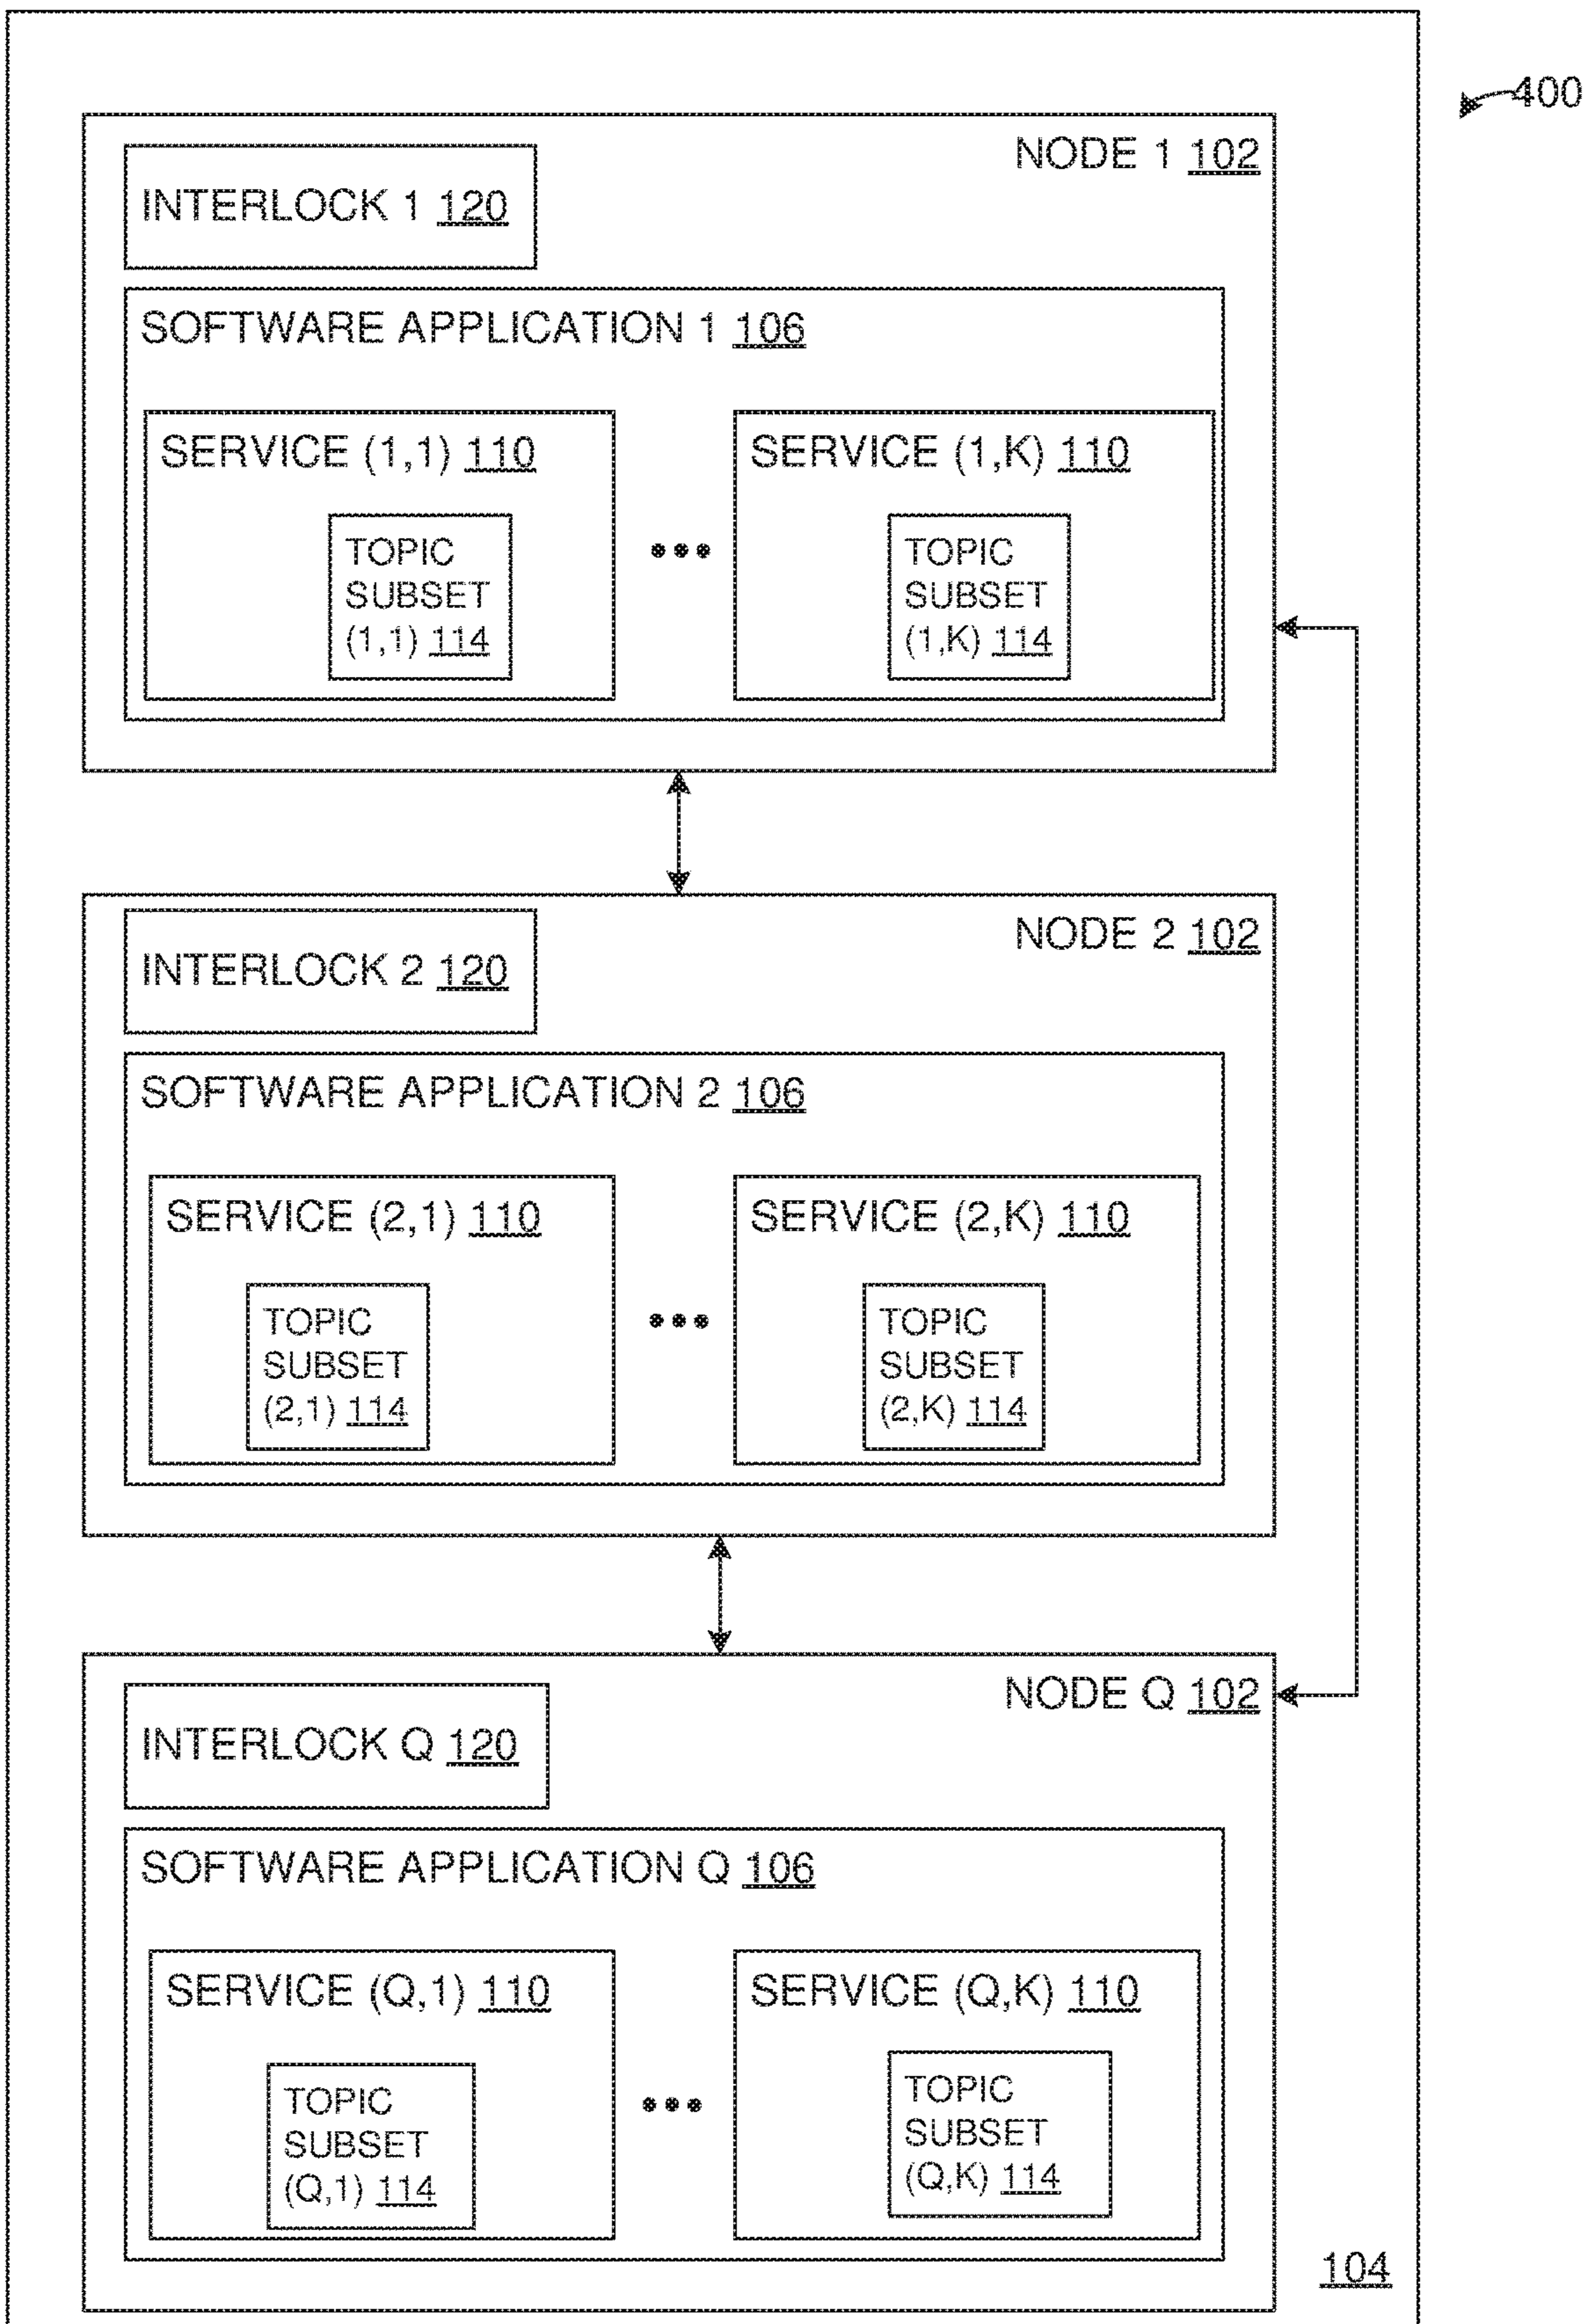 400
NODE 1 102
INTERLOCK 1 120
SOFTWARE APPLICATION 1 106
SERVICE (1,1) 110
TOPIC
SUBSET
(1,1) 114
SERVICE (1,K) 110
TOPIC
SUBSET
(1,K) 114
NODE 2 102
INTERLOCK 2 120
SOFTWARE APPLICATION 2 106
SERVICE (2,1) 110
TOPIC
SUBSET
(2,1) 114
SERVICE (2,K) 110
TOPIC
SUBSET
(2,K) 114
NODE Q 102
INTERLOCK Q 120
SOFTWARE APPLICATION Q 106
SERVICE (Q,1) 110
TOPIC
SUBSET
(Q,1) 114
SERVICE (Q,K) 110
TOPIC
SUBSET
(Q,K) 114
104